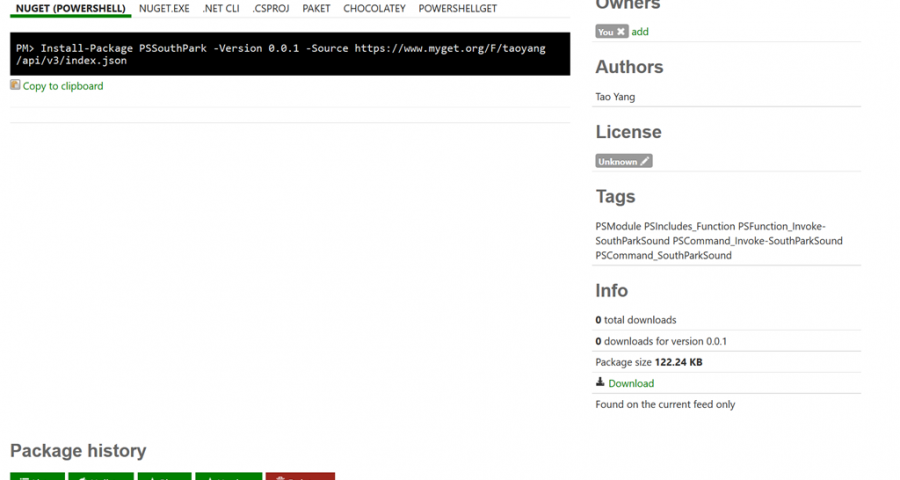 NUGET (POWERSHELL) NUGET.EXE .NET CLI .CSPROJ PAKET CHOCOLATEY POWERSHELLGET
PM> Install-Package PSSouthPark -Version 0.0.1 -Source https://www.myget.org/F/taoyang
/api/v3/index.json
Copy to clipboard
Owners
You add
Authors
Tao Yang
License
Unknown
Tags
PSModule PSIncludes_Function PSFunction_Invoke-
SouthParkSound PSCommand_Invoke-SouthParkSound
PSCommand_SouthParkSound
Info
0 total downloads
0 downloads for version 0.0.1
Package size 122.24 KB
Download
Found on the current feed only
Package history